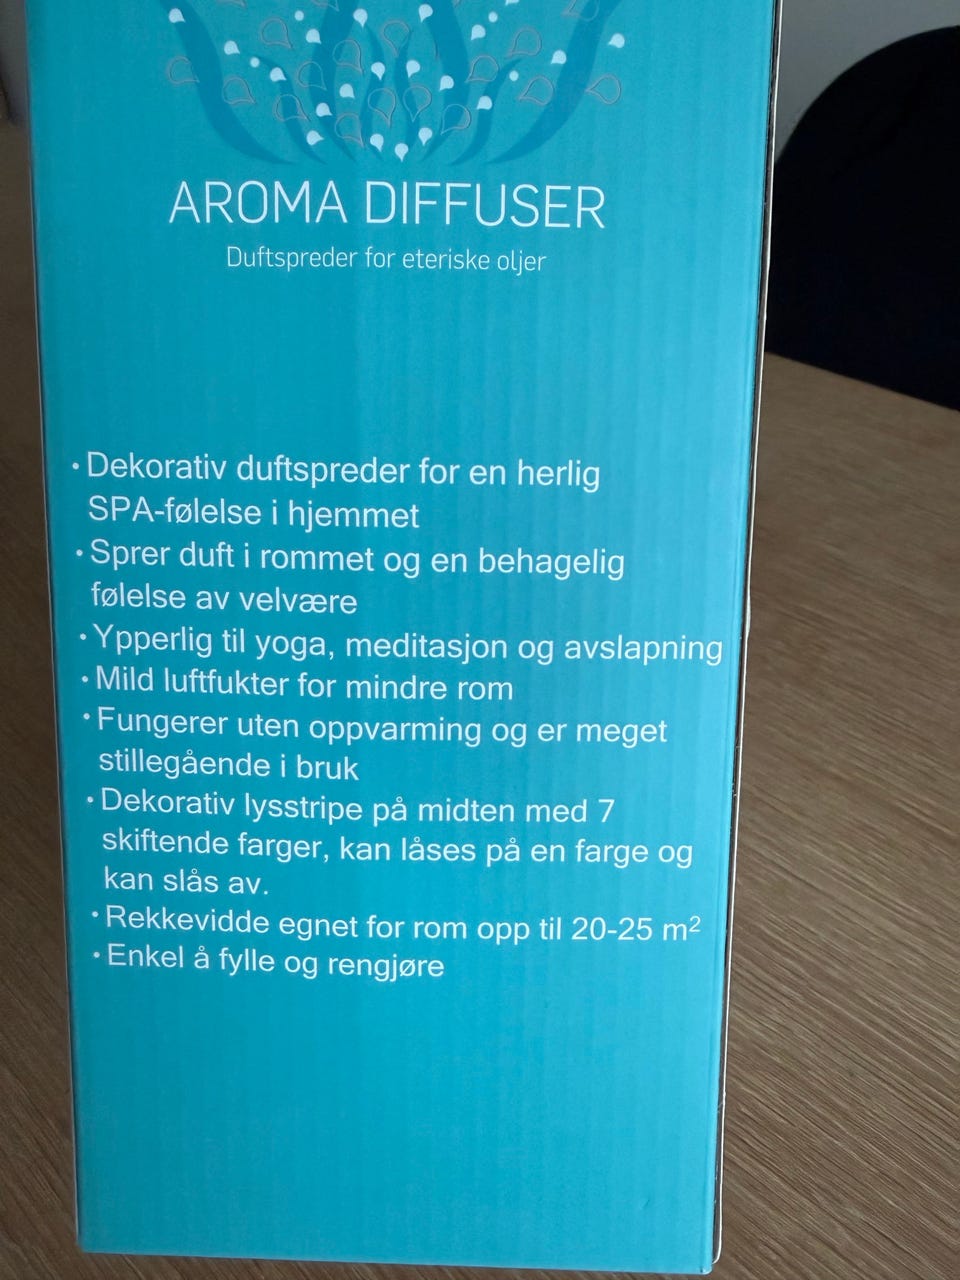 AROMA DIFFUSER
Duftspreder for eteriske oljer
• Dekorativ duftspreder for en herlig
SPA-følelse i hjemmet
• Sprer duft i rommet og en behagelig
følelse av velvære
• Ypperlig til yoga, meditasjon og avslapning
• Mild luftfukter for mindre rom
• Fungerer uten oppvarming og er meget
stillegående i bruk
• Dekorativ lysstripe på midten med 7
skiftende farger, kan låses på en farge og
kan slås av.
• Rekkevidde egnet for rom opp til 20-25 m²
• Enkel å fylle og rengjøre